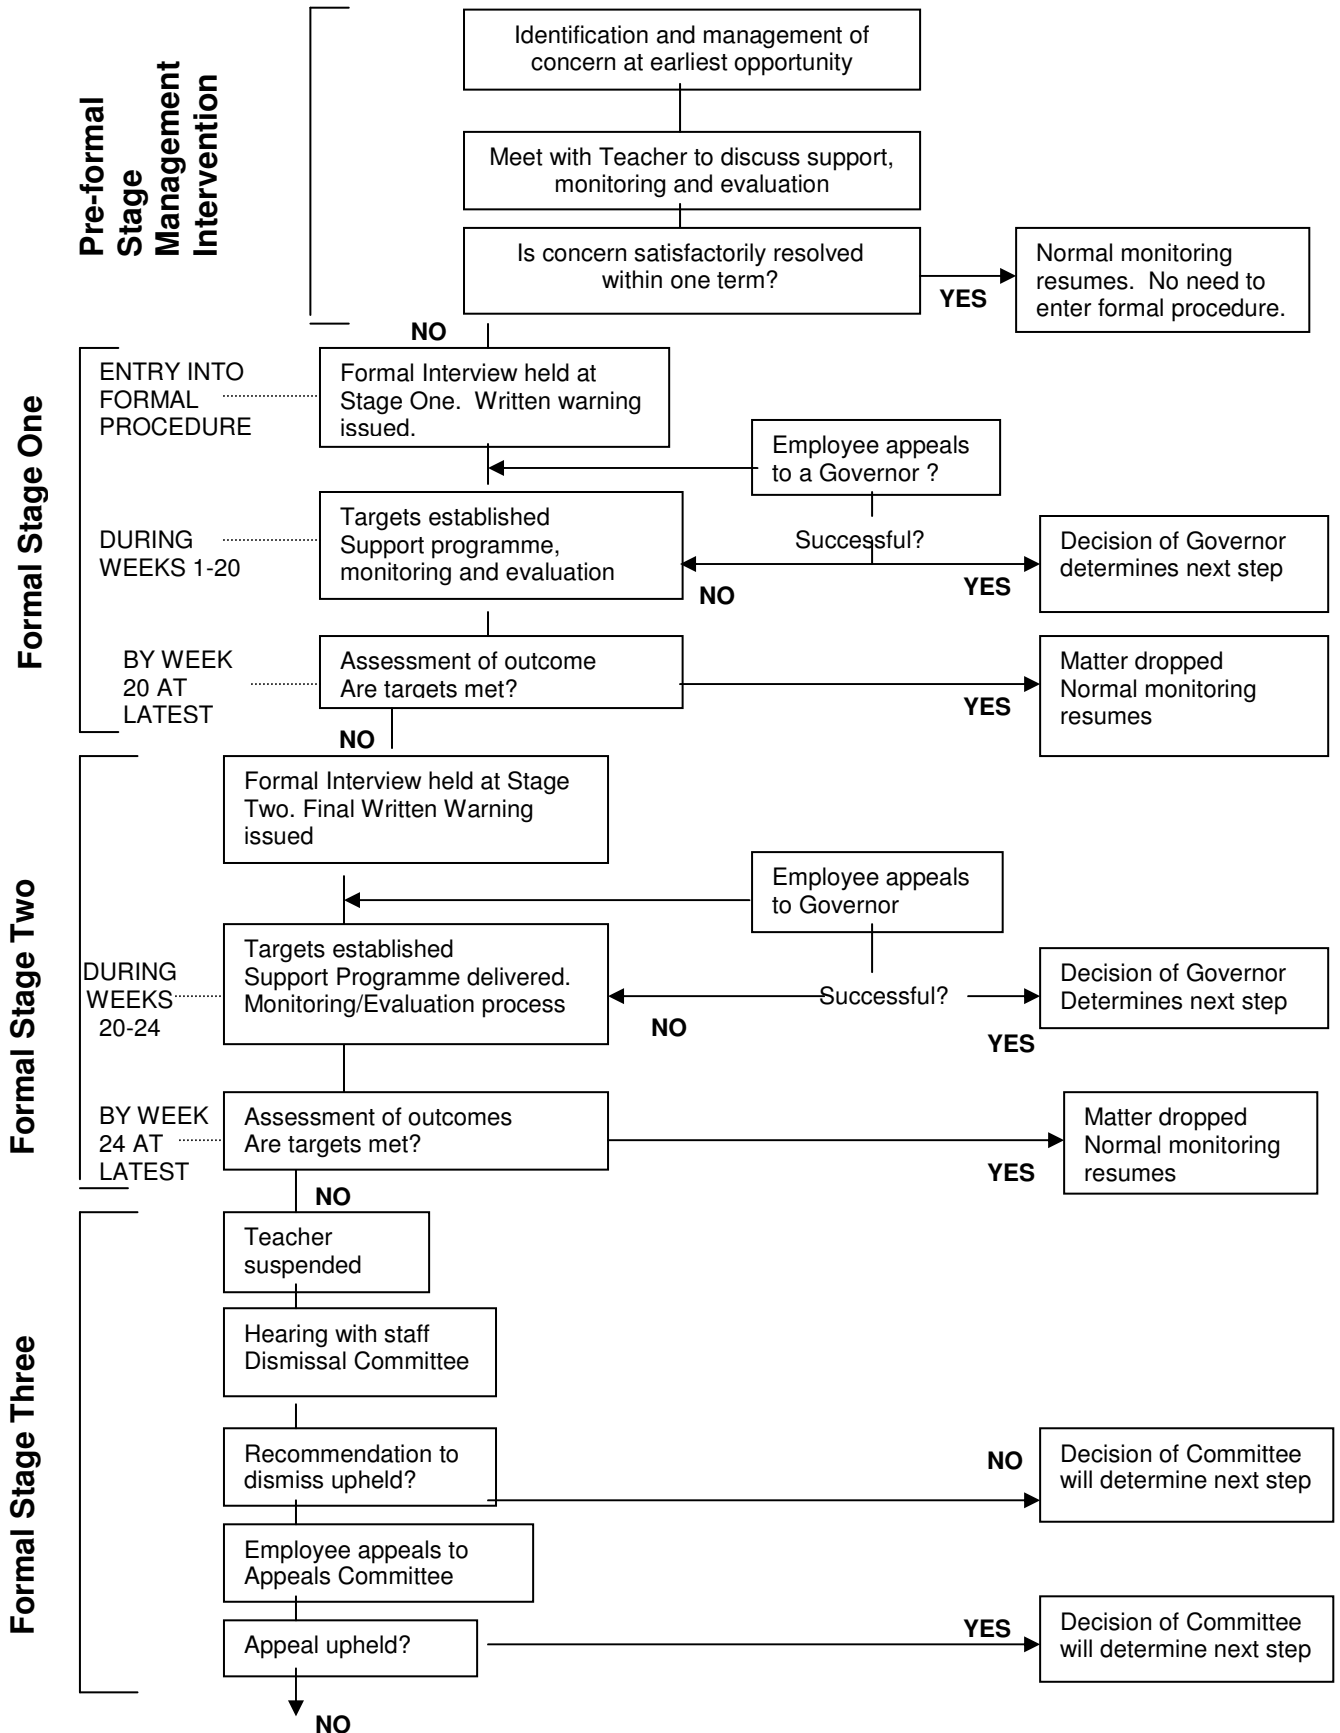 Pre-formal
Stage
Management
Intervention
Identification and management of
concern at earliest opportunity
Meet with Teacher to discuss support,
monitoring and evaluation
Is concern satisfactorily resolved
within one term?
YES
Normal monitoring
resumes. No need to
enter formal procedure.
NO
Formal Stage One
ENTRY INTO
FORMAL
PROCEDURE
Formal Interview held at
Stage One. Written warning
issued.
Employee appeals
to a Governor ?
Successful?
DURING
WEEKS 1-20
Targets established
Support programme,
monitoring and evaluation
NO
YES
Decision of Governor
determines next step
BY WEEK
20 AT
LATEST
Assessment of outcome
Are targets met?
YES
Matter dropped
Normal monitoring
resumes
NO
Formal Stage Two
Formal Interview held at Stage
Two. Final Written Warning
issued
Employee appeals
to Governor
DURING
WEEKS
20-24
Targets established
Support Programme delivered.
Monitoring/Evaluation process
NO
Successful?
YES
Decision of Governor
Determines next step
BY WEEK
24 AT
LATEST
Assessment of outcomes
Are targets met?
YES
Matter dropped
Normal monitoring
resumes
NO
Formal Stage Three
Teacher
suspended
Hearing with staff
Dismissal Committee
Recommendation to
dismiss upheld?
NO
Decision of Committee
will determine next step
Employee appeals to
Appeals Committee
Appeal upheld?
YES
Decision of Committee
will determine next step
NO